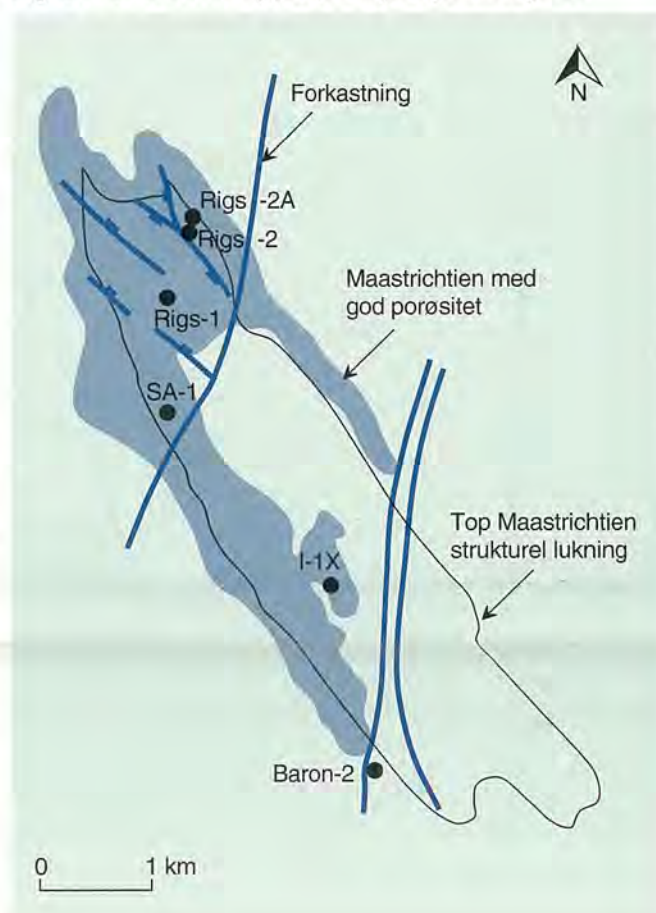 Forkastning
N
Rigs -2A
Rigs -2
Maastrichtien med
god porøsitet
Rigs-1
SA-1
Top Maastrichtien
strukturel lukning
I-1X
Baron-2
0 1 km